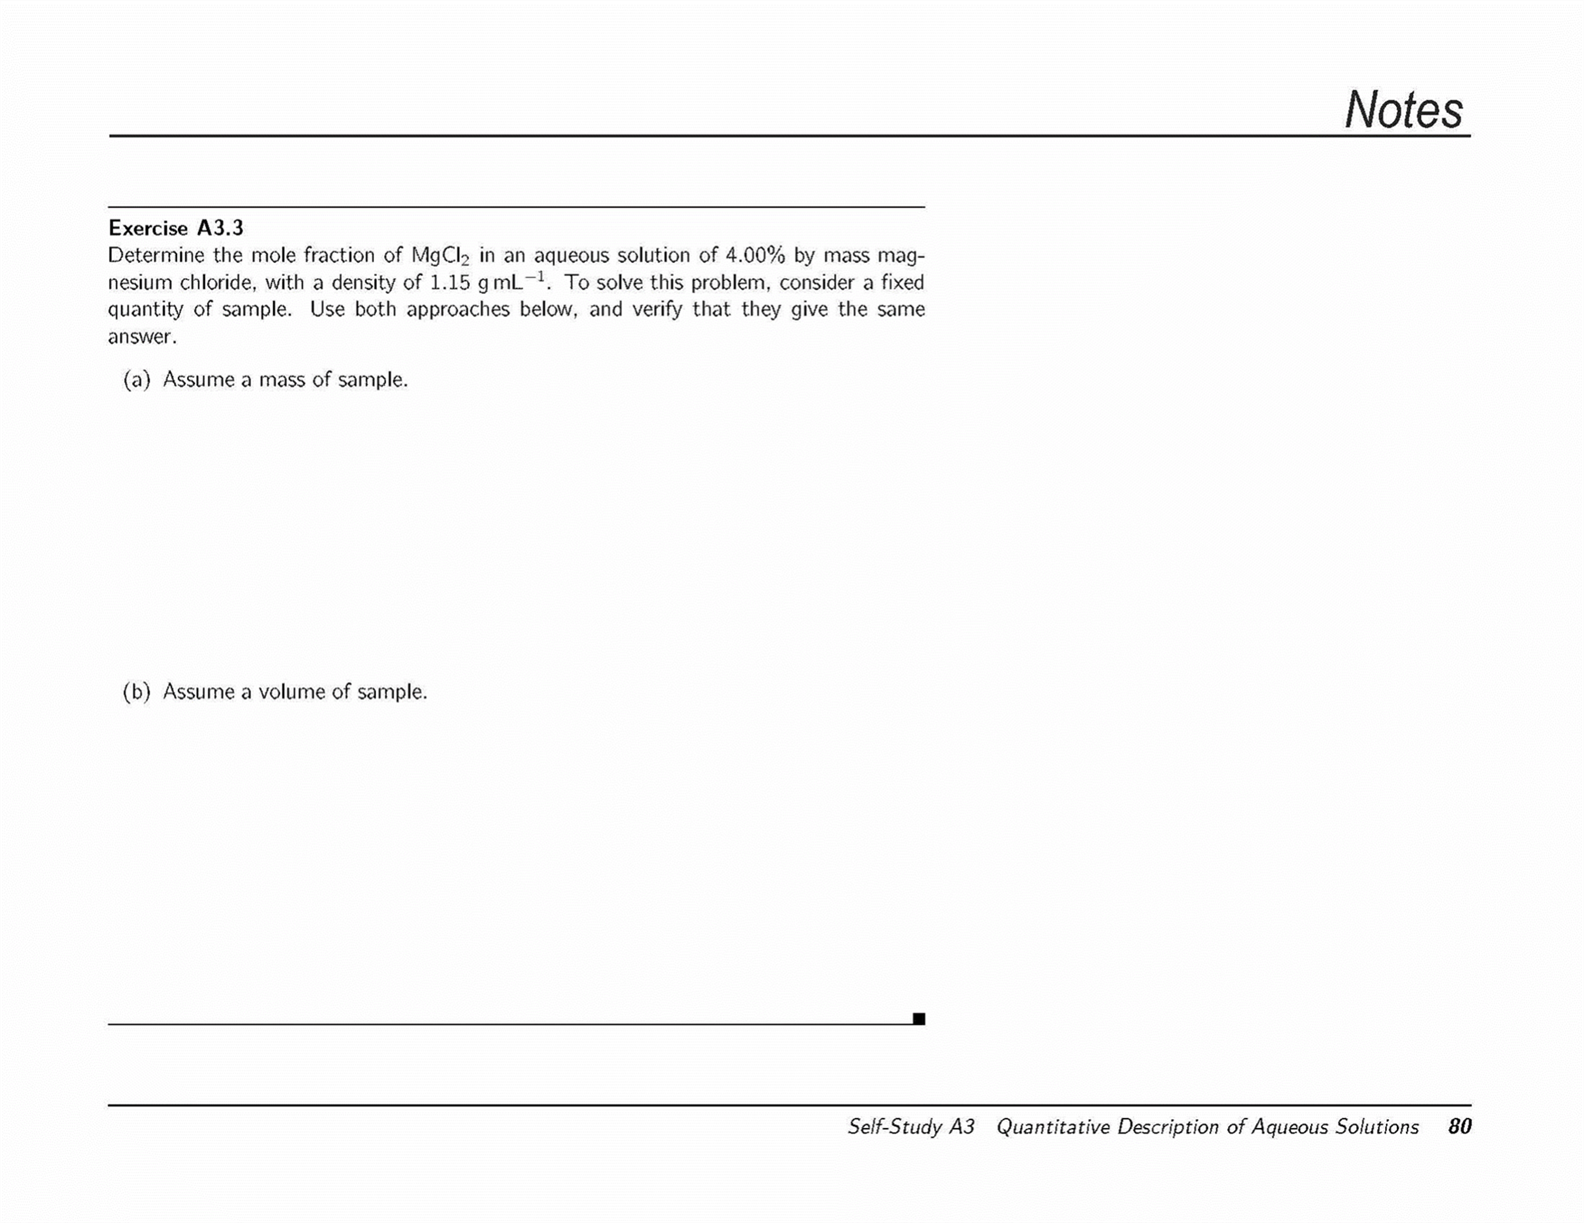 Notes
Exercise A3.3
Determine the mole fraction of MgCl₂ in an aqueous solution of 4.00% by mass mag-
nesium chloride, with a density of 1.15 g mL⁻¹. To solve this problem, consider a fixed
quantity of sample. Use both approaches below, and verify that they give the same
answer.
(a) Assume a mass of sample.
(b) Assume a volume of sample.
Self-Study A3 Quantitative Description of Aqueous Solutions 80